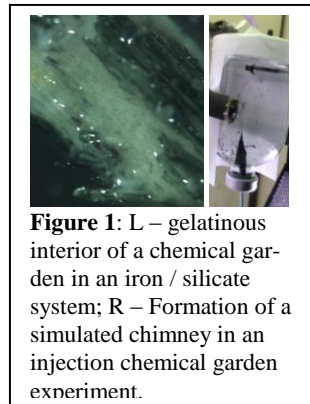 Figure 1: L – gelatinous
interior of a chemical gar-
den in an iron / silicate
system; R – Formation of a
simulated chimney in an
injection chemical garden
experiment.